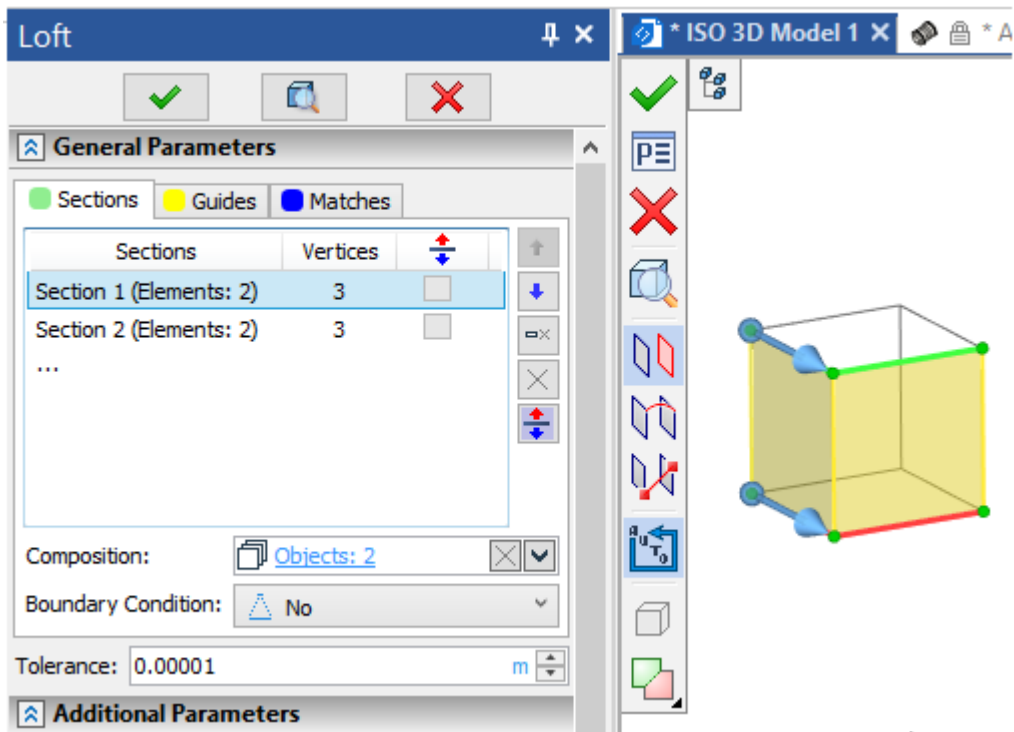 Loft
* ISO 3D Model 1
* A
General Parameters
Sections Guides Matches
Sections Vertices
Section 1 (Elements: 2) 3
Section 2 (Elements: 2) 3
...
Composition: Objects: 2
Boundary Condition: No
Tolerance: 0.00001 m
Additional Parameters
P
AUTO